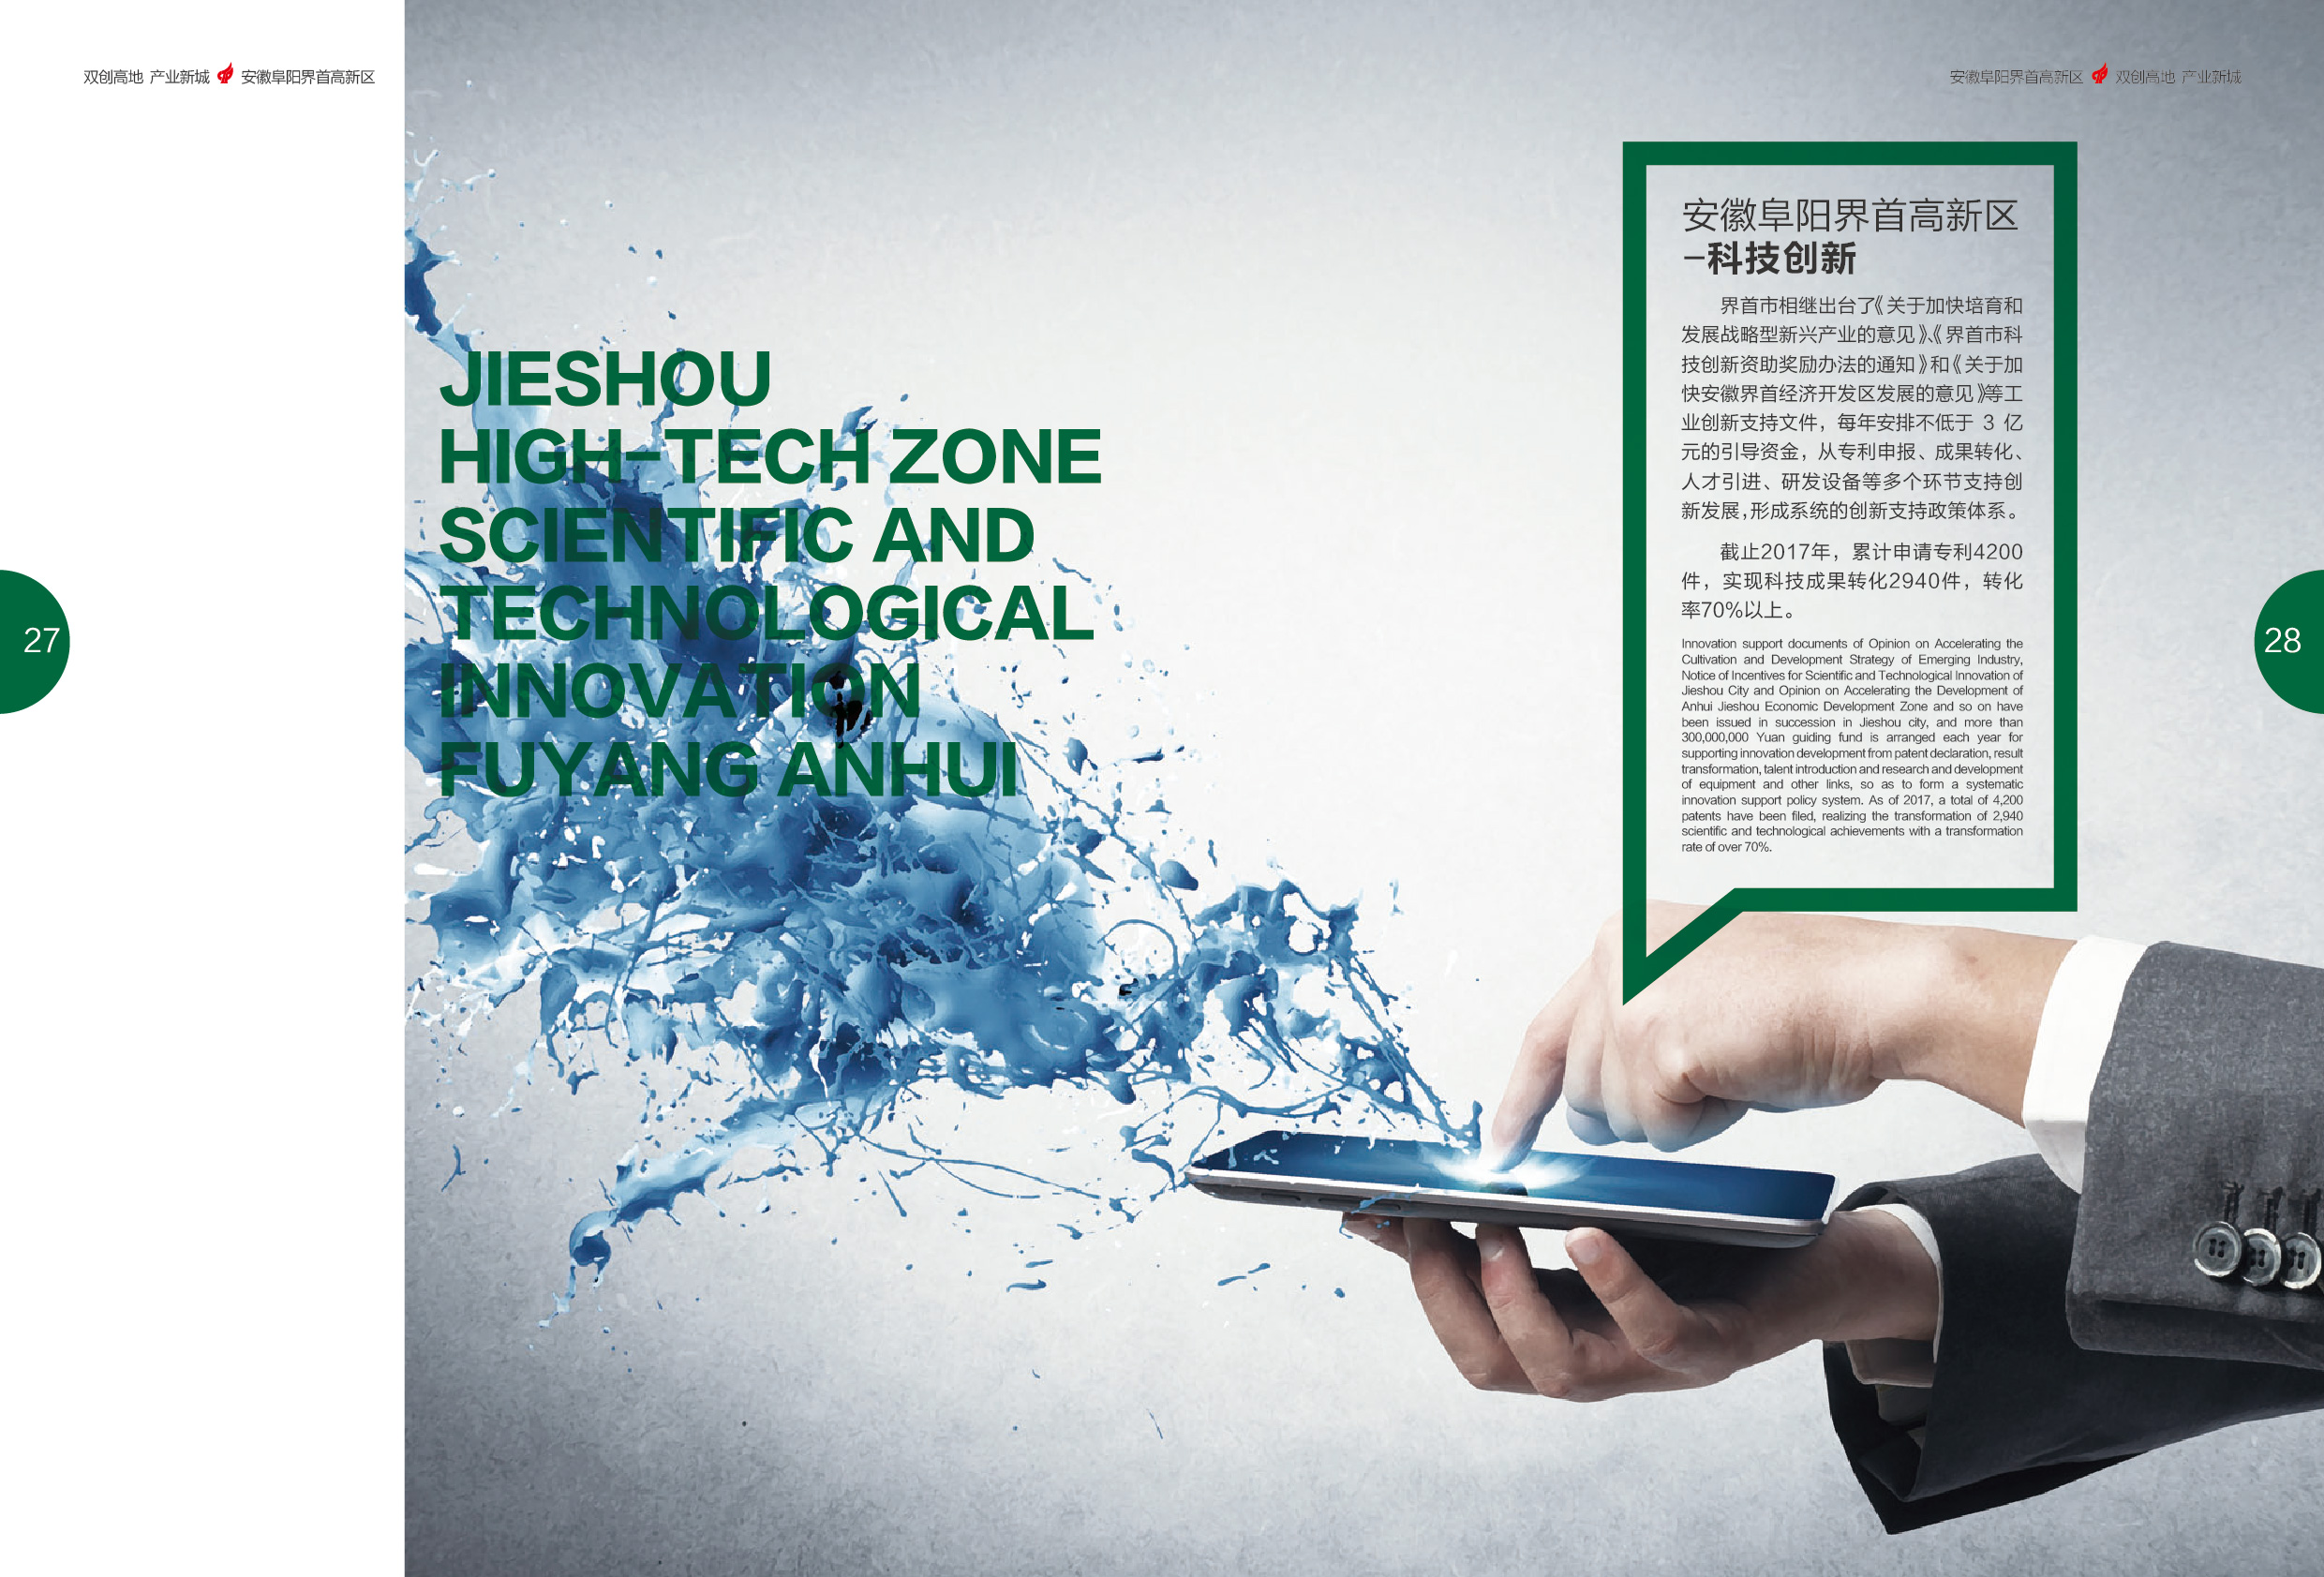 双创高地 产业新城 安徽阜阳界首高新区
安徽阜阳界首高新区 双创高地 产业新城
JIESHOU
HIGH-TECH ZONE
SCIENTIFIC AND
TECHNOLOGICAL
INNOVATION
FUYANG ANHUI
安徽阜阳界首高新区
-科技创新
界首市相继出台了《关于加快培育和
发展战略型新兴产业的意见》、《界首市科
技创新资助奖励办法的通知》和《关于加
快安徽界首经济开发区发展的意见》等工
业创新支持文件，每年安排不低于 3 亿
元的引导资金，从专利申报、成果转化、
人才引进、研发设备等多个环节支持创
新发展，形成系统的创新支持政策体系。
截止2017年，累计申请专利4200
件，实现科技成果转化2940件，转化
率70%以上。
Innovation support documents of Opinion on Accelerating the
Cultivation and Development Strategy of Emerging Industry,
Notice of Incentives for Scientific and Technological Innovation of
Jieshou City and Opinion on Accelerating the Development of
Anhui Jieshou Economic Development Zone and so on have
been issued in succession in Jieshou city, and more than
300,000,000 Yuan guiding fund is arranged each year for
supporting innovation development from patent declaration, result
transformation, talent introduction and research and development
of equipment and other links, so as to form a systematic
innovation support policy system. As of 2017, a total of 4,200
patents have been filed, realizing the transformation of 2,940
scientific and technological achievements with a transformation
rate of over 70%.
27
28